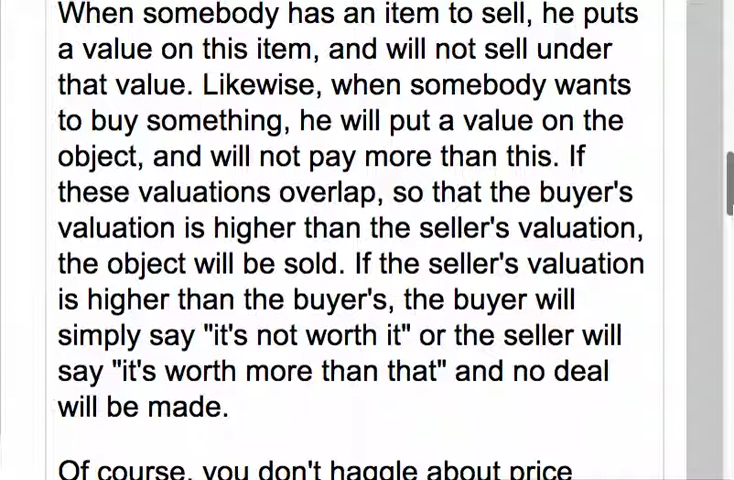 When somebody has an item to sell, he puts
a value on this item, and will not sell under
that value. Likewise, when somebody wants
to buy something, he will put a value on the
object, and will not pay more than this. If
these valuations overlap, so that the buyer's
valuation is higher than the seller's valuation,
the object will be sold. If the seller's valuation
is higher than the buyer's, the buyer will
simply say "it's not worth it" or the seller will
say "it's worth more than that" and no deal
will be made.
Of course, you don't haggle about price